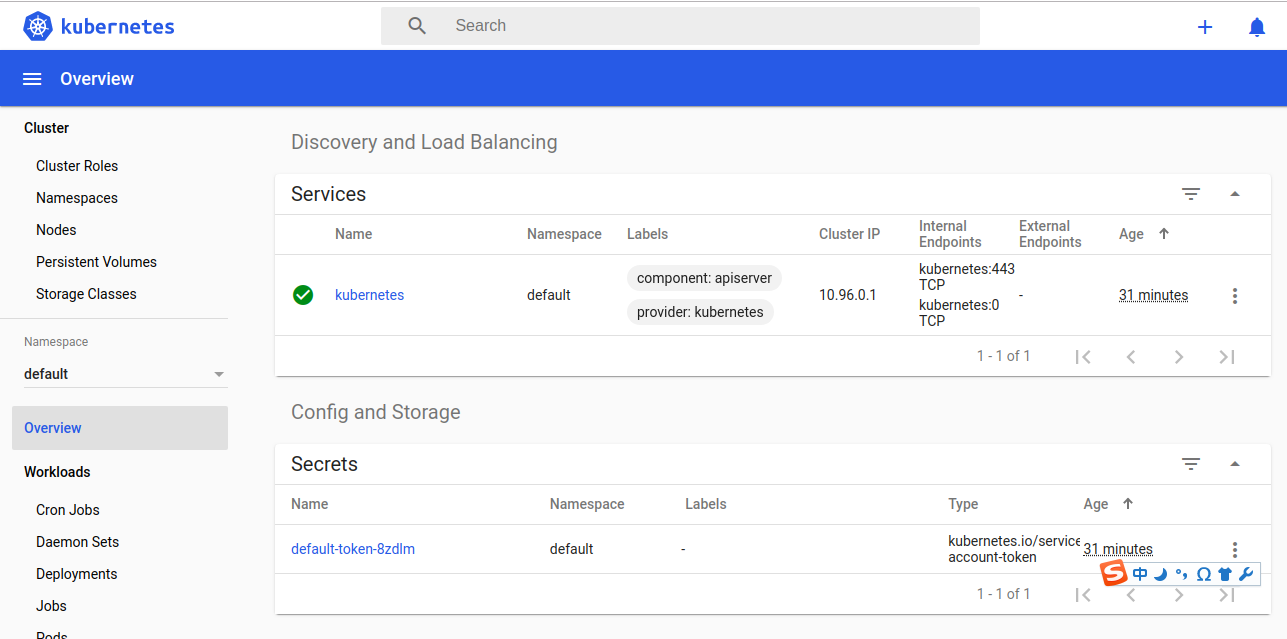 kubernetes
Search
Overview
Cluster
Cluster Roles
Namespaces
Nodes
Persistent Volumes
Storage Classes
Namespace
default
Overview
Workloads
Cron Jobs
Daemon Sets
Deployments
Jobs
Pods
Discovery and Load Balancing
Services
Name Namespace Labels Cluster IP Internal Endpoints External Endpoints Age
kubernetes default component: apiserver provider: kubernetes 10.96.0.1 kubernetes:443 TCP kubernetes:0 TCP - 31 minutes
1 - 1 of 1
Config and Storage
Secrets
Name Namespace Labels Type Age
default-token-8zdlm default - kubernetes.io/service account-token 31 minutes
S 中
1 - 1 of 1